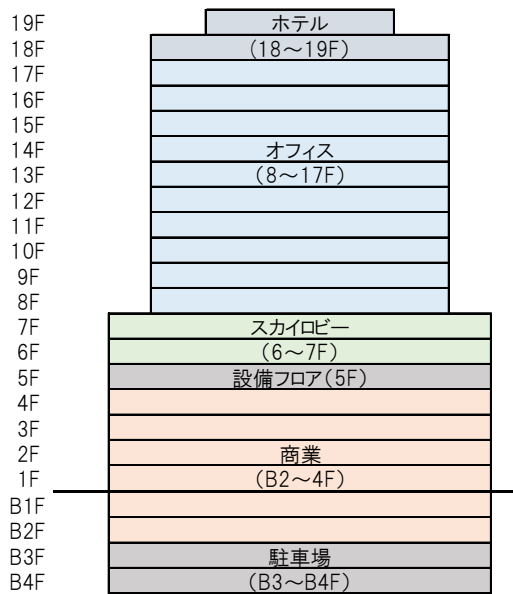 19F ホテル
18F (18～19F)
17F
16F
15F
14F オフィス
13F (8～17F)
12F
11F
10F
9F
8F
7F スカイロビー
6F (6～7F)
5F 設備フロア(5F)
4F
3F
2F 商業
1F (B2～4F)
B1F
B2F
B3F 駐車場
B4F (B3～B4F)